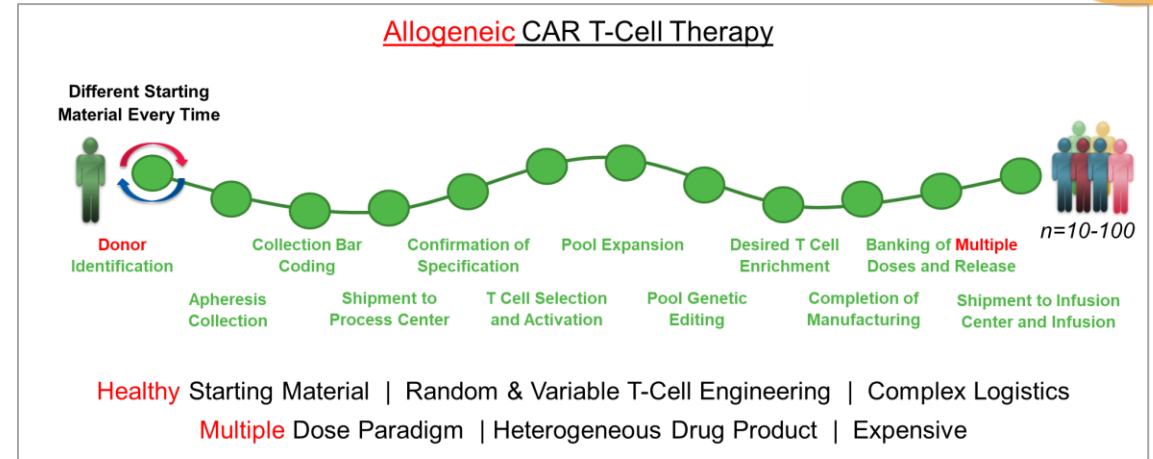 Allogeneic CAR T-Cell Therapy
Different Starting
Material Every Time
n=10-100
Donor
Identification
Apheresis
Collection
Collection Bar
Coding
Shipment to
Process Center
Confirmation of
Specification
T Cell Selection
and Activation
Pool Expansion
Pool Genetic
Editing
Desired T Cell
Enrichment
Completion of
Manufacturing
Banking of Multiple
Doses and Release
Shipment to Infusion
Center and Infusion
Healthy Starting Material | Random & Variable T-Cell Engineering | Complex Logistics
Multiple Dose Paradigm | Heterogeneous Drug Product | Expensive